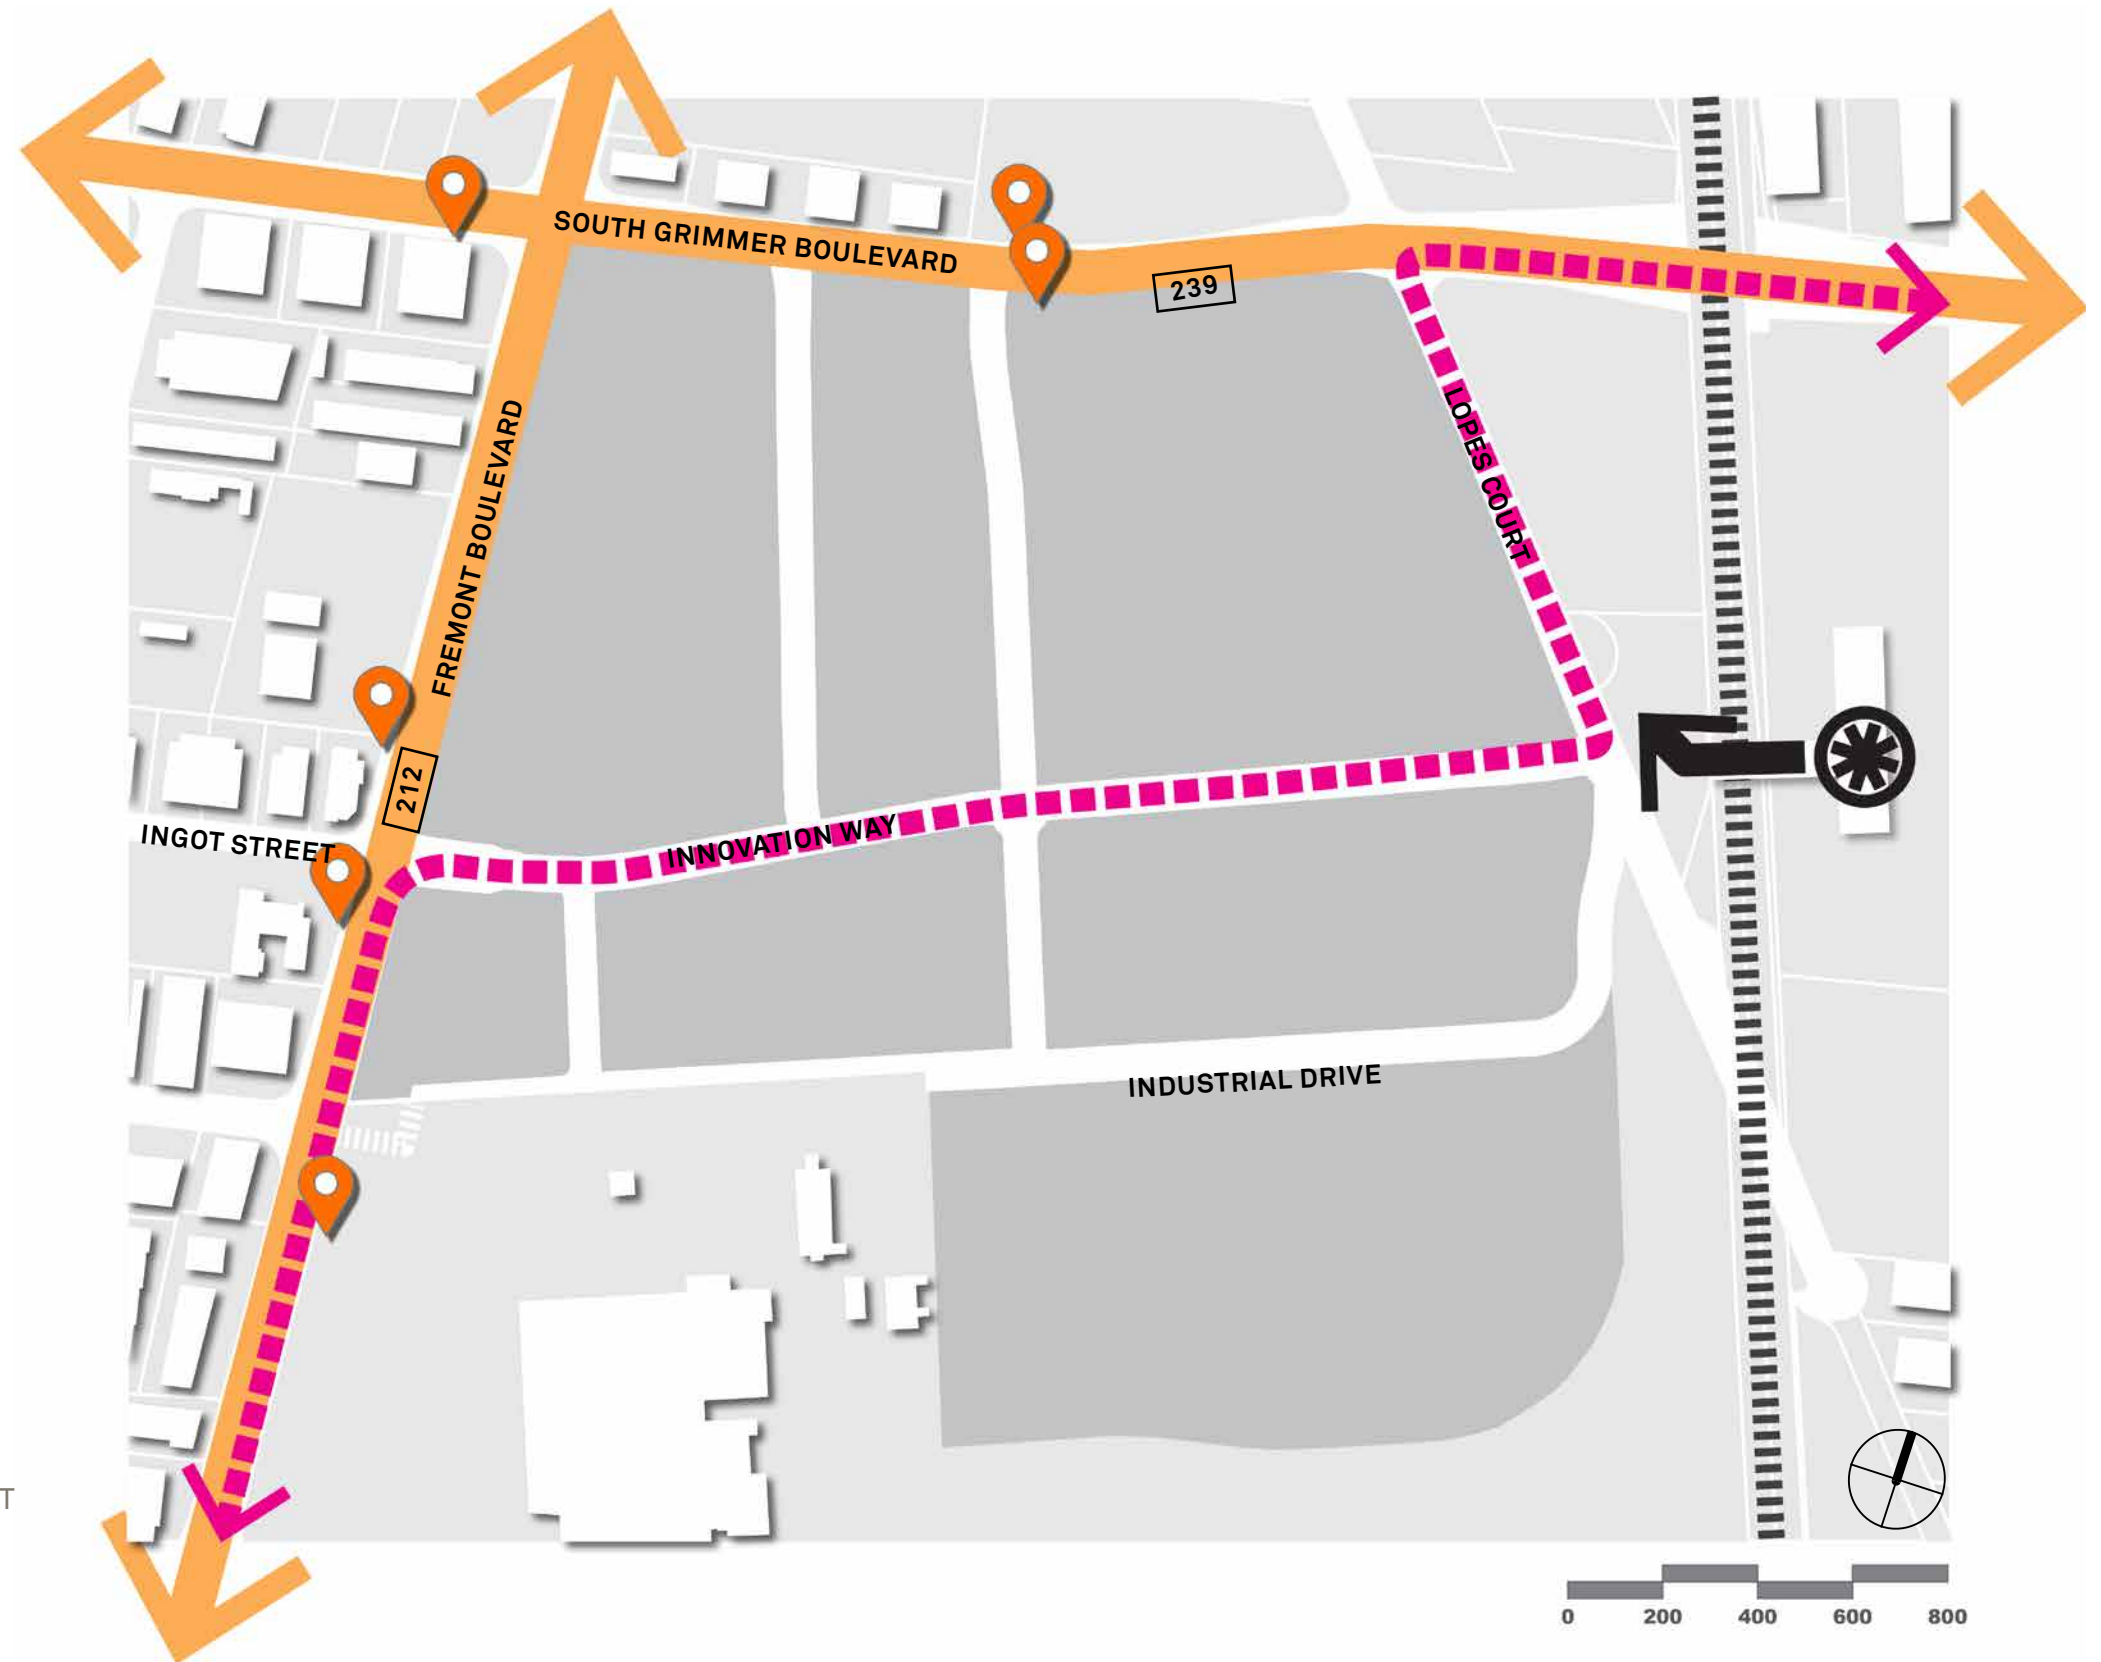 SOUTH GRIMMER BOULEVARD
239
FREMONT BOULEVARD
LOPES COURT
212
INGOT STREET
INNOVATION WAY
INDUSTRIAL DRIVE
T
0 200 400 600 800